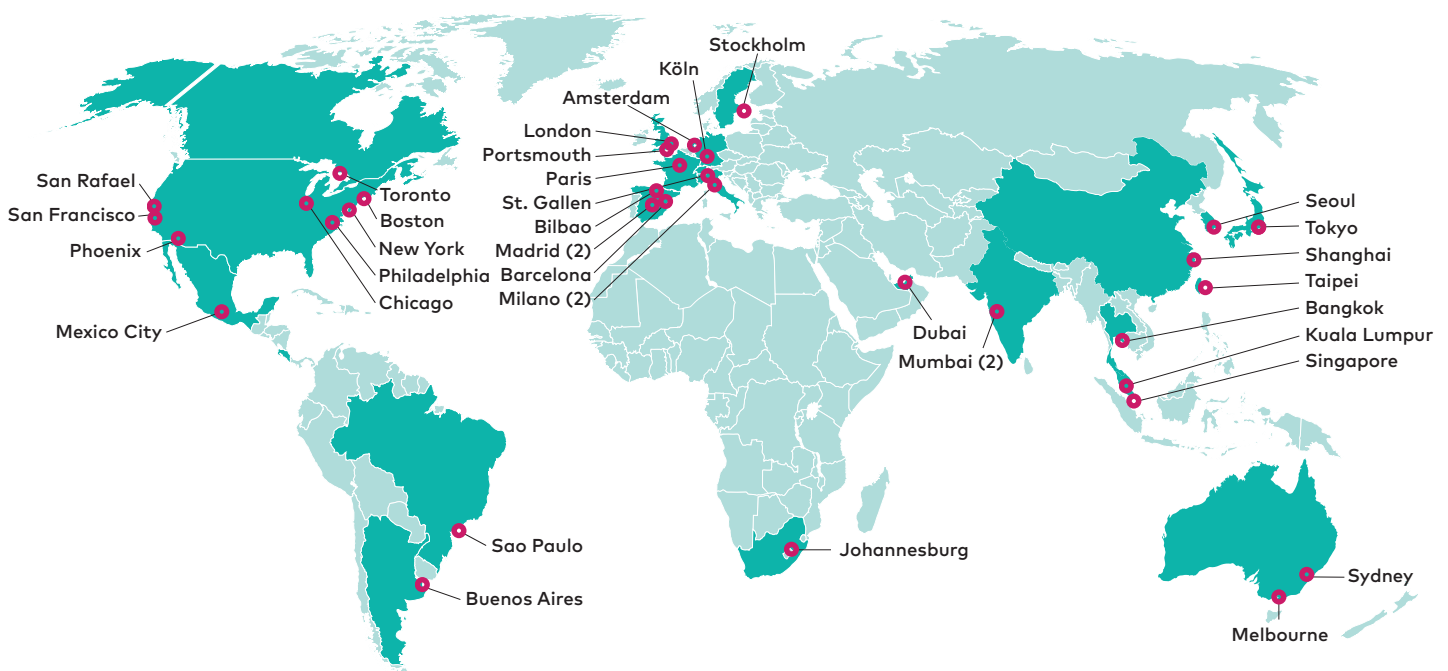 San Rafael
San Francisco
Phoenix
Mexico City
Toronto
Boston
New York
Philadelphia
Chicago
Sao Paulo
Buenos Aires
Stockholm
Köln
Amsterdam
London
Portsmouth
Paris
St. Gallen
Bilbao
Madrid (2)
Barcelona
Milano (2)
Johannesburg
Dubai
Mumbai (2)
Seoul
Tokyo
Shanghai
Taipei
Bangkok
Kuala Lumpur
Singapore
Sydney
Melbourne